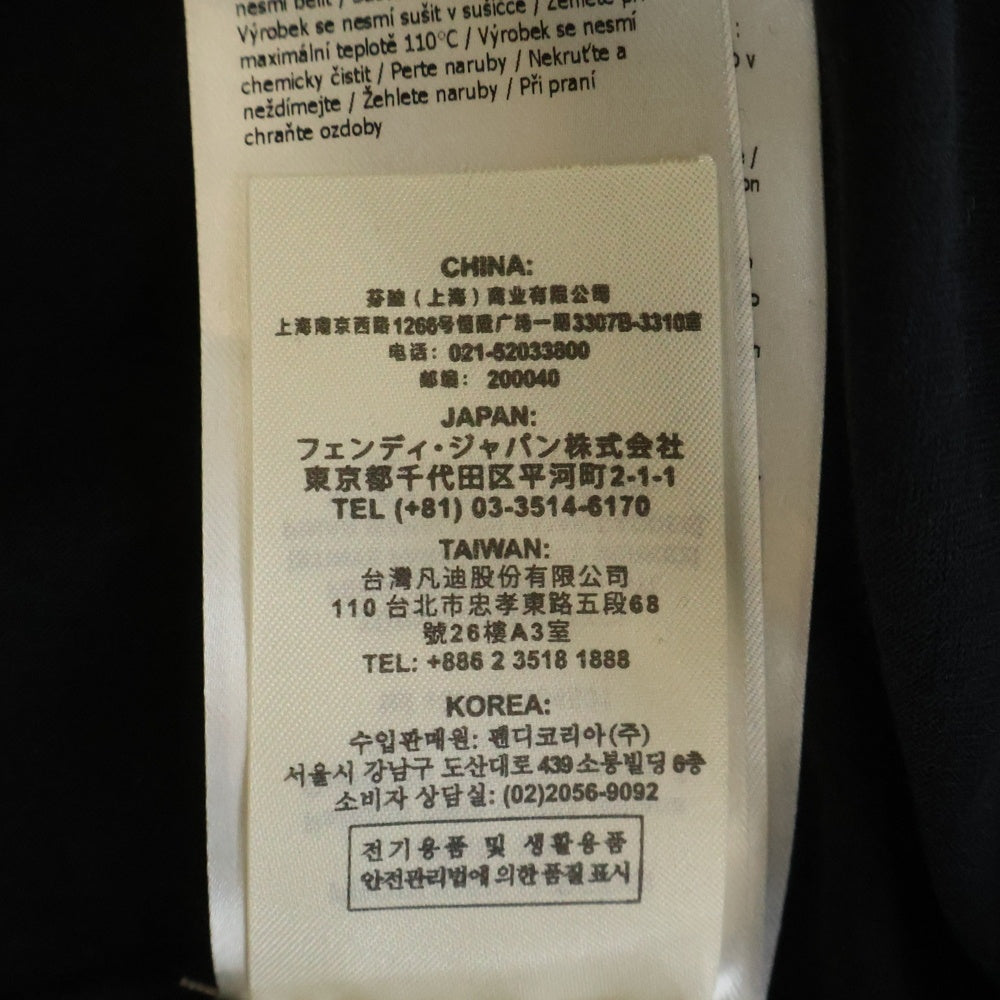 Výrobek se nesmí sušit v sušičce / Žehlete při
maximální teplotě 110°C / Výrobek se nesmí
chemicky čistit / Perte naruby / Nekruťte a
neždímejte / Žehlete naruby / Při praní
chraňte ozdoby
CHINA:
芬迪（上海）商业有限公司
上海南京西路1266号恒隆广场一期3307B-3310室
电话：021-52033800
邮编：200040
JAPAN:
フェンディ・ジャパン株式会社
東京都千代田区平河町2-1-1
TEL (+81) 03-3514-6170
TAIWAN:
台灣凡迪股份有限公司
110 台北市忠孝東路五段68
號26樓A3室
TEL: +886 2 3518 1888
KOREA:
수입판매원: 펜디코리아(주)
서울시 강남구 도산대로 439 소봉빌딩 6층
소비자 상담실: (02)2056-9092
전기용품 및 생활용품
안전관리법에 의한 품질 표시